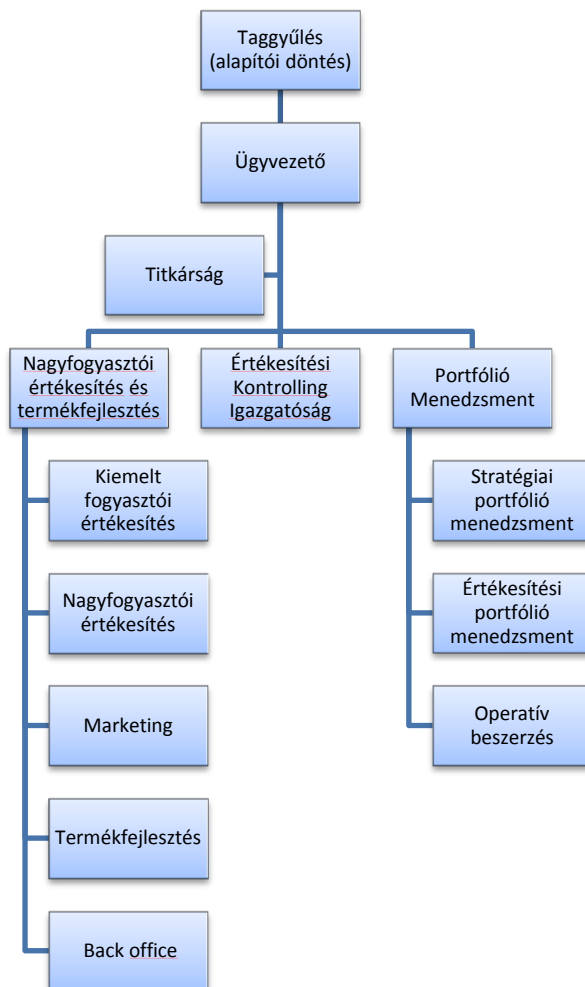 Taggyűlés
(alapítói döntés)
Ügyvezető
Titkárság
Nagyfogyasztói
értékesítés és
termékfejlesztés
Értékesítési
Kontrolling
Igazgatóság
Portfólió
Menedzsment
Kiemelt
fogyasztói
értékesítés
Nagyfogyasztói
értékesítés
Marketing
Termékfejlesztés
Back office
Stratégiai
portfólió
menedzsment
Értékesítési
portfólió
menedzsment
Operatív
beszerzés